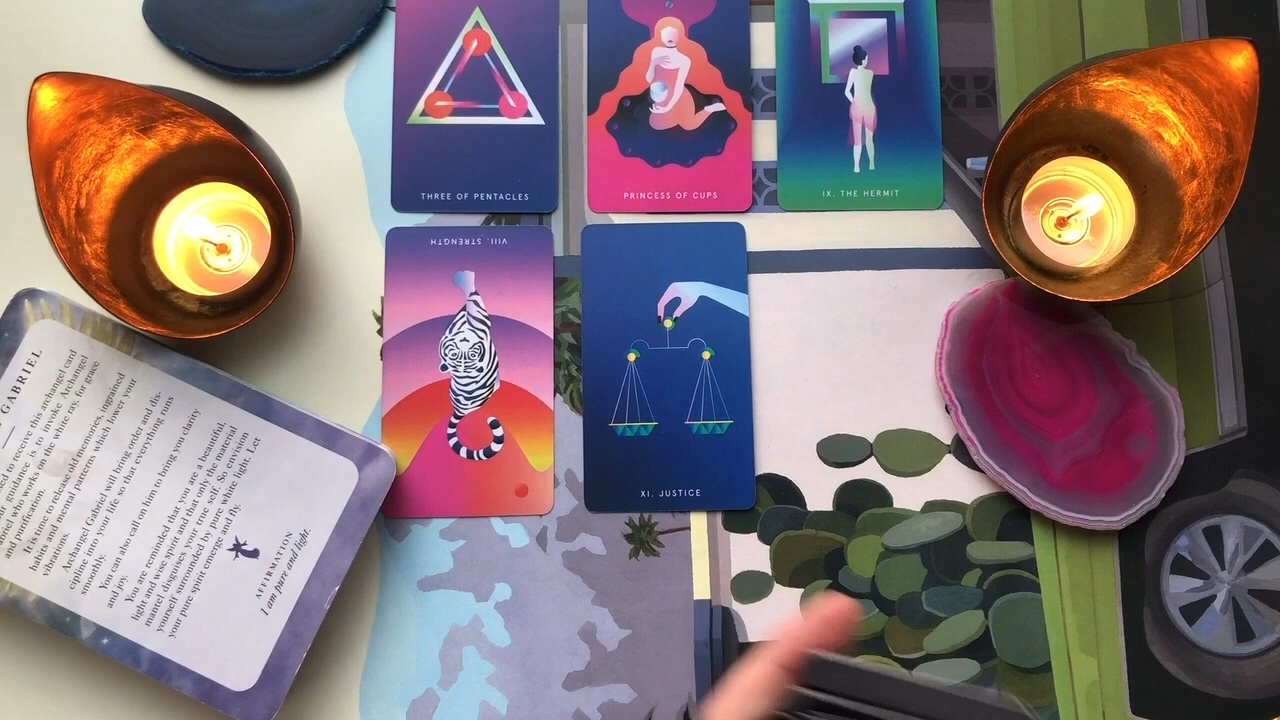 THREE OF PENTACLES
PRINCESS OF CUPS
IX. THE HERMIT
VIII. STRENGTH
XI. JUSTICE
GABRIEL
ed to receive this archangel card
guidance is to invoke Archangel
briel who works on the white ray, for grace
and purification.
It is time to release old memories, ingrained
habits and mental patterns which lower your
vibrations.
Archangel Gabriel will bring order and dis-
cipline into your life so that everything runs
smoothly.
You can also call on him to bring you clarity
and joy.
You are reminded that you are a beautiful,
light and wise spirit and that only the material
mantel disguises your true self. So envision
yourself surrounded by pure white light. Let
your pure spirit emerge and fly.
AFFIRMATION
I am pure and light.